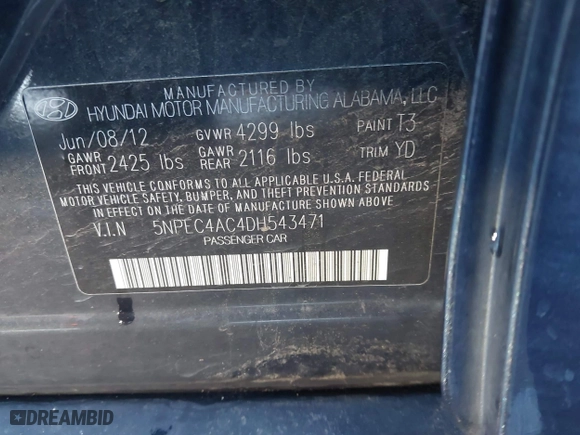 MANUFACTURED BY
HYUNDAI MOTOR MANUFACTURING ALABAMA, LLC
Jun/08/12 GVWR 4299 lbs PAINT T3
GAWR FRONT 2425 lbs GAWR REAR 2116 lbs TRIM YD
THIS VEHICLE CONFORMS TO ALL APPLICABLE U.S.A. FEDERAL
MOTOR VEHICLE SAFETY, BUMPER, AND THEFT PREVENTION STANDARDS
IN EFFECT ON THE DATE OF MANUFACTURE SHOWN ABOVE
V.I.N 5NPEC4AC4DH543471
PASSENGER CAR
DREAMBID